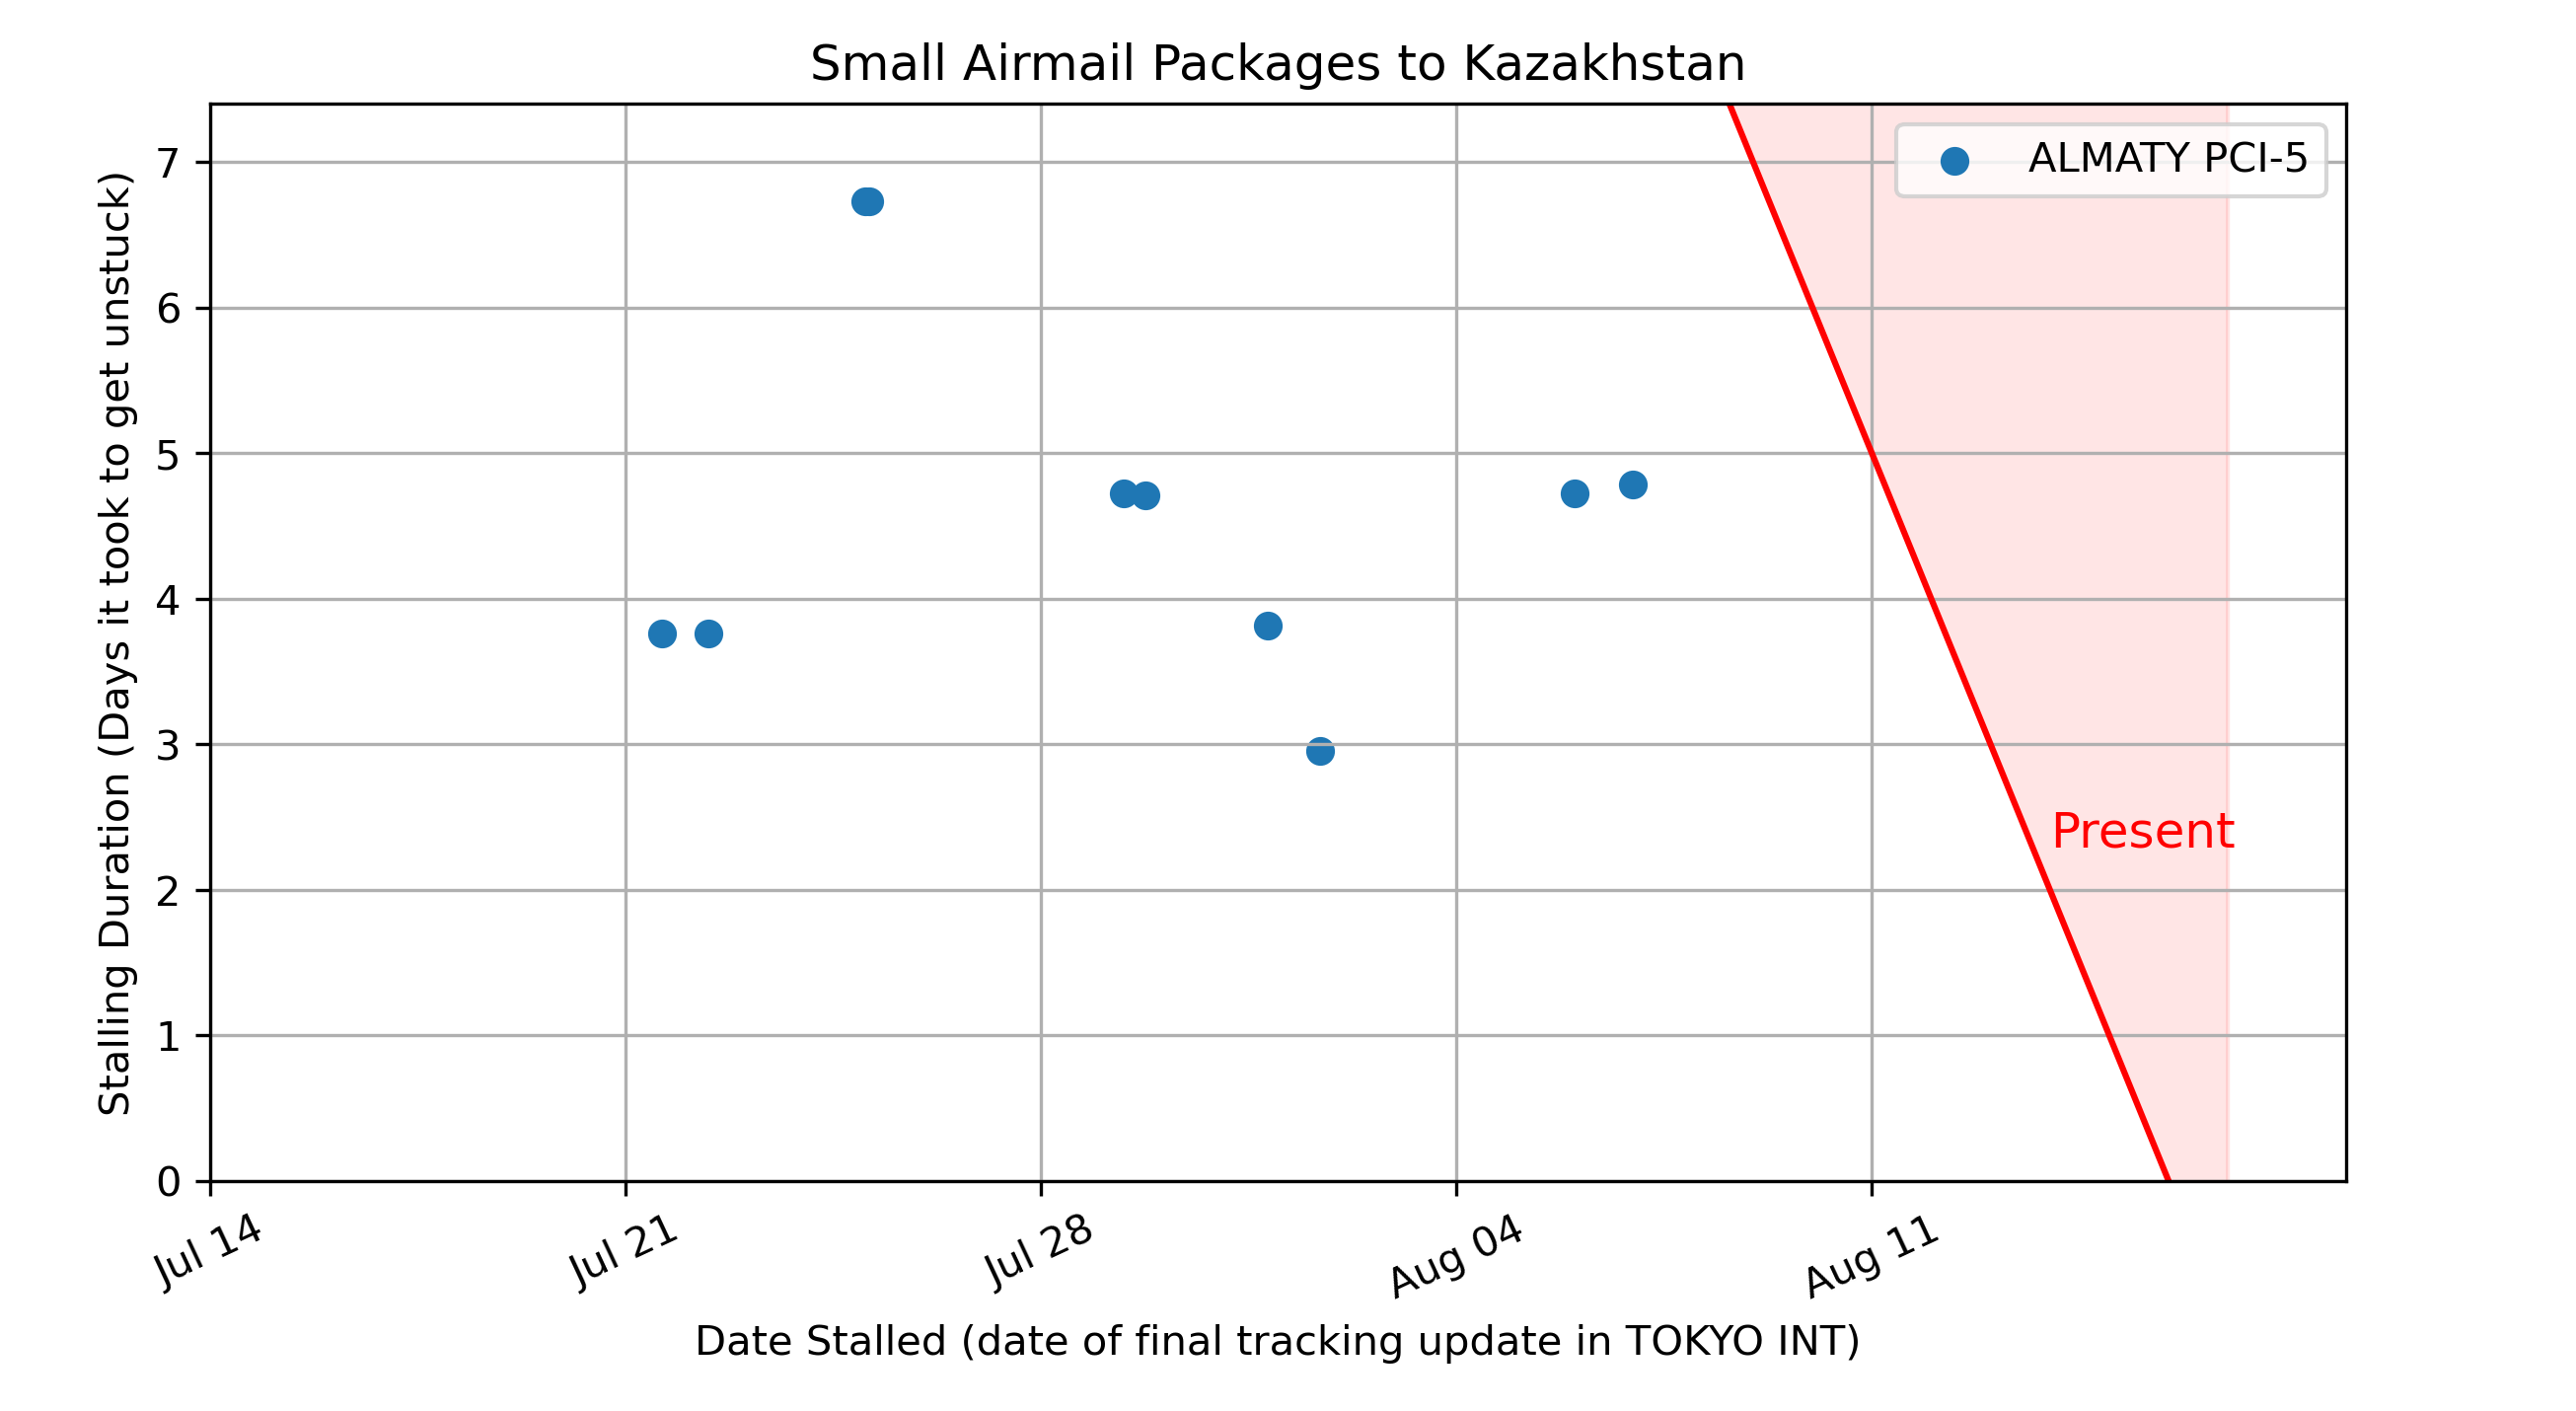 Small Airmail Packages to Kazakhstan
ALMATY PCI-5
Stalling Duration (Days it took to get unstuck)
7
6
5
4
3
2
1
0
Present
Jul 14
Jul 21
Jul 28
Aug 04
Aug 11
Date Stalled (date of final tracking update in TOKYO INT)